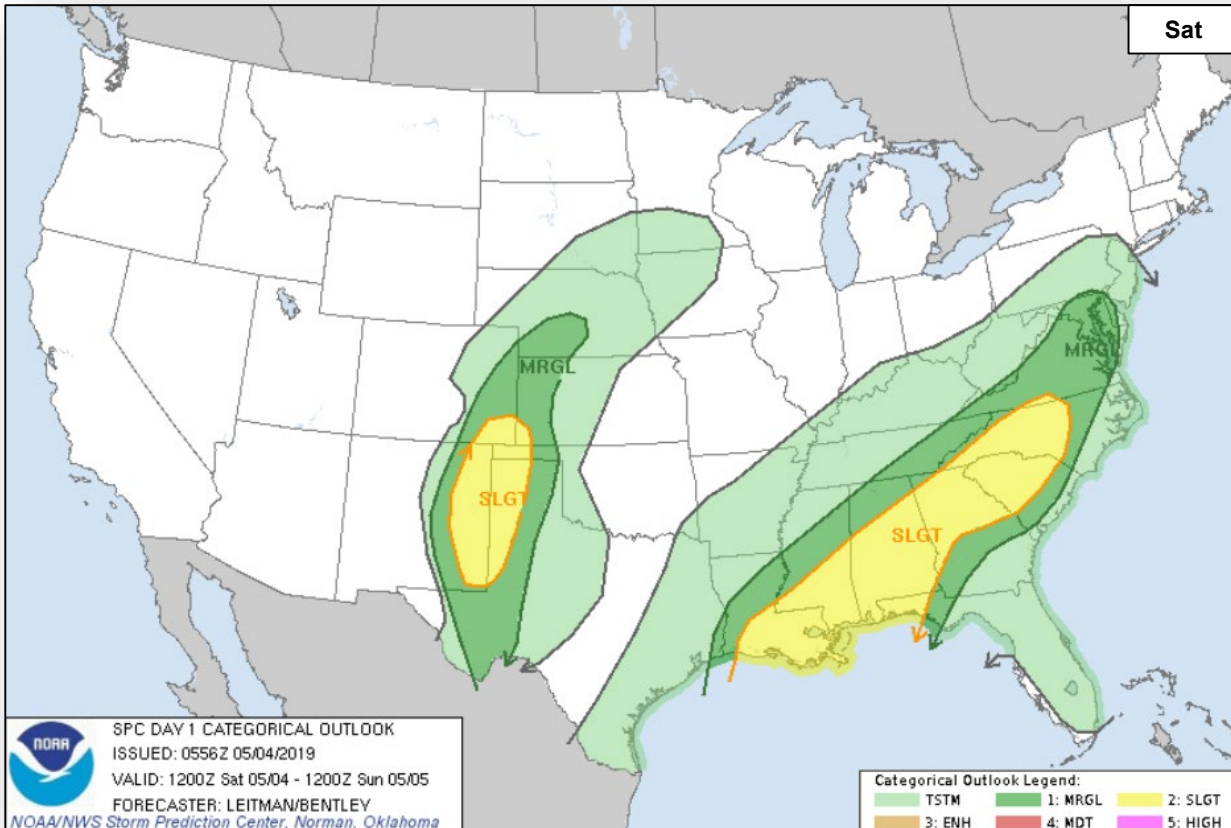 Sat
MRGL
MRGL
SLGT
SLGT
NOAA
SPC DAY 1 CATEGORICAL OUTLOOK
ISSUED: 0556Z 05/04/2019
VALID: 1200Z Sat 05/04 - 1200Z Sun 05/05
FORECASTER: LEITMAN/BENTLEY
NOAA/NWS Storm Prediction Center, Norman, Oklahoma
Categorical Outlook Legend:
TSTM 1: MRGL 2: SLGT
3: ENH 4: MDT 5: HIGH